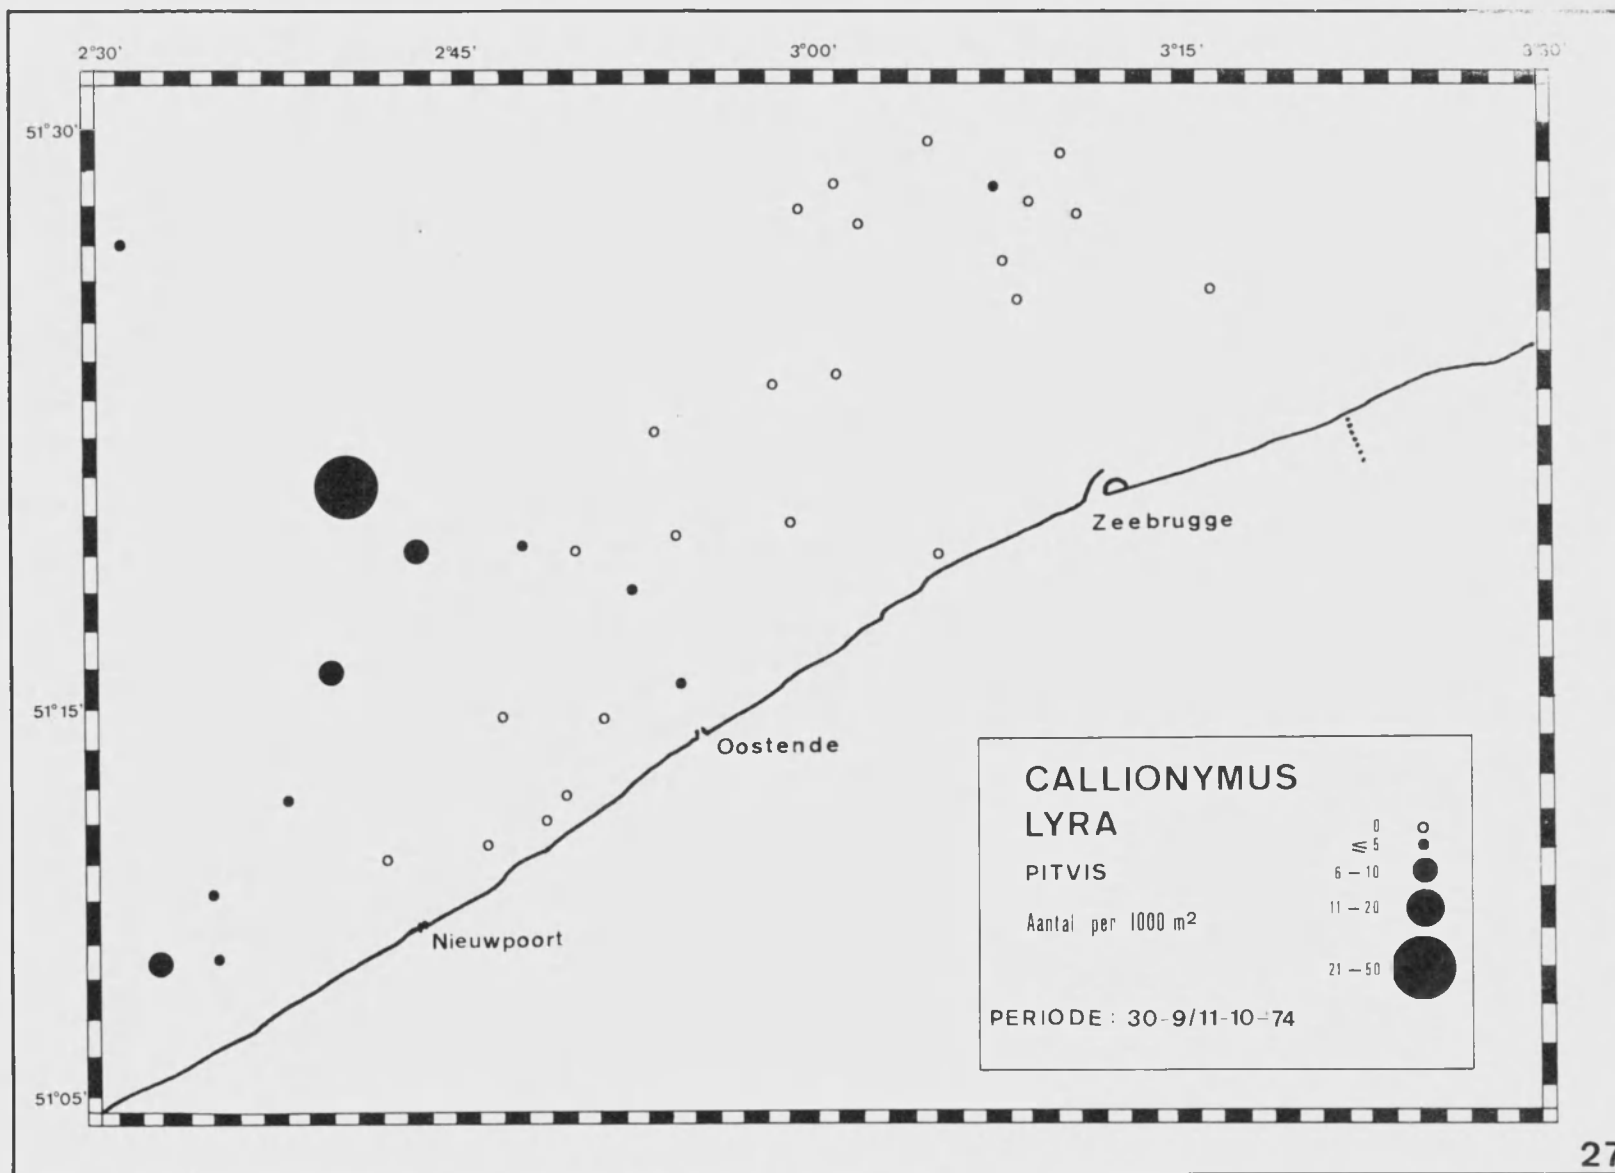 2°30' 2°45' 3°00' 3°15' 3°30'
51°30'
Zeebrugge
51°15'
Oostende
CALLIONYMUS
LYRA
0
≤ 5
PITVIS
6 – 10
11 – 20
Aantal per 1000 m²
Nieuwpoort
21 – 50
PERIODE : 30-9/11-10-74
51°05'
27